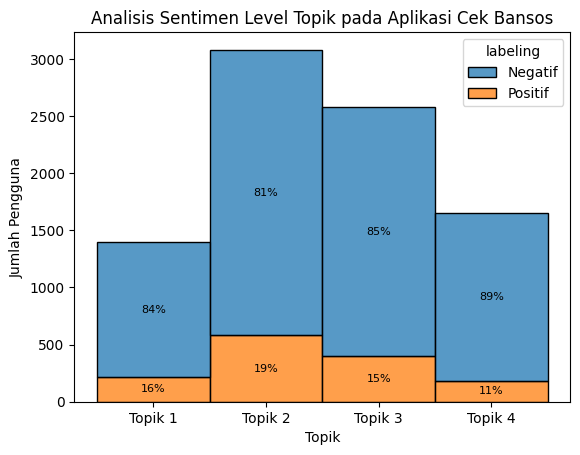 Analisis Sentimen Level Topik pada Aplikasi Cek Bansos
labeling
Negatif
Positif
Jumlah Pengguna
3000
2500
2000
1500
1000
500
0
84%
16%
81%
19%
85%
15%
89%
11%
Topik 1
Topik 2
Topik 3
Topik 4
Topik